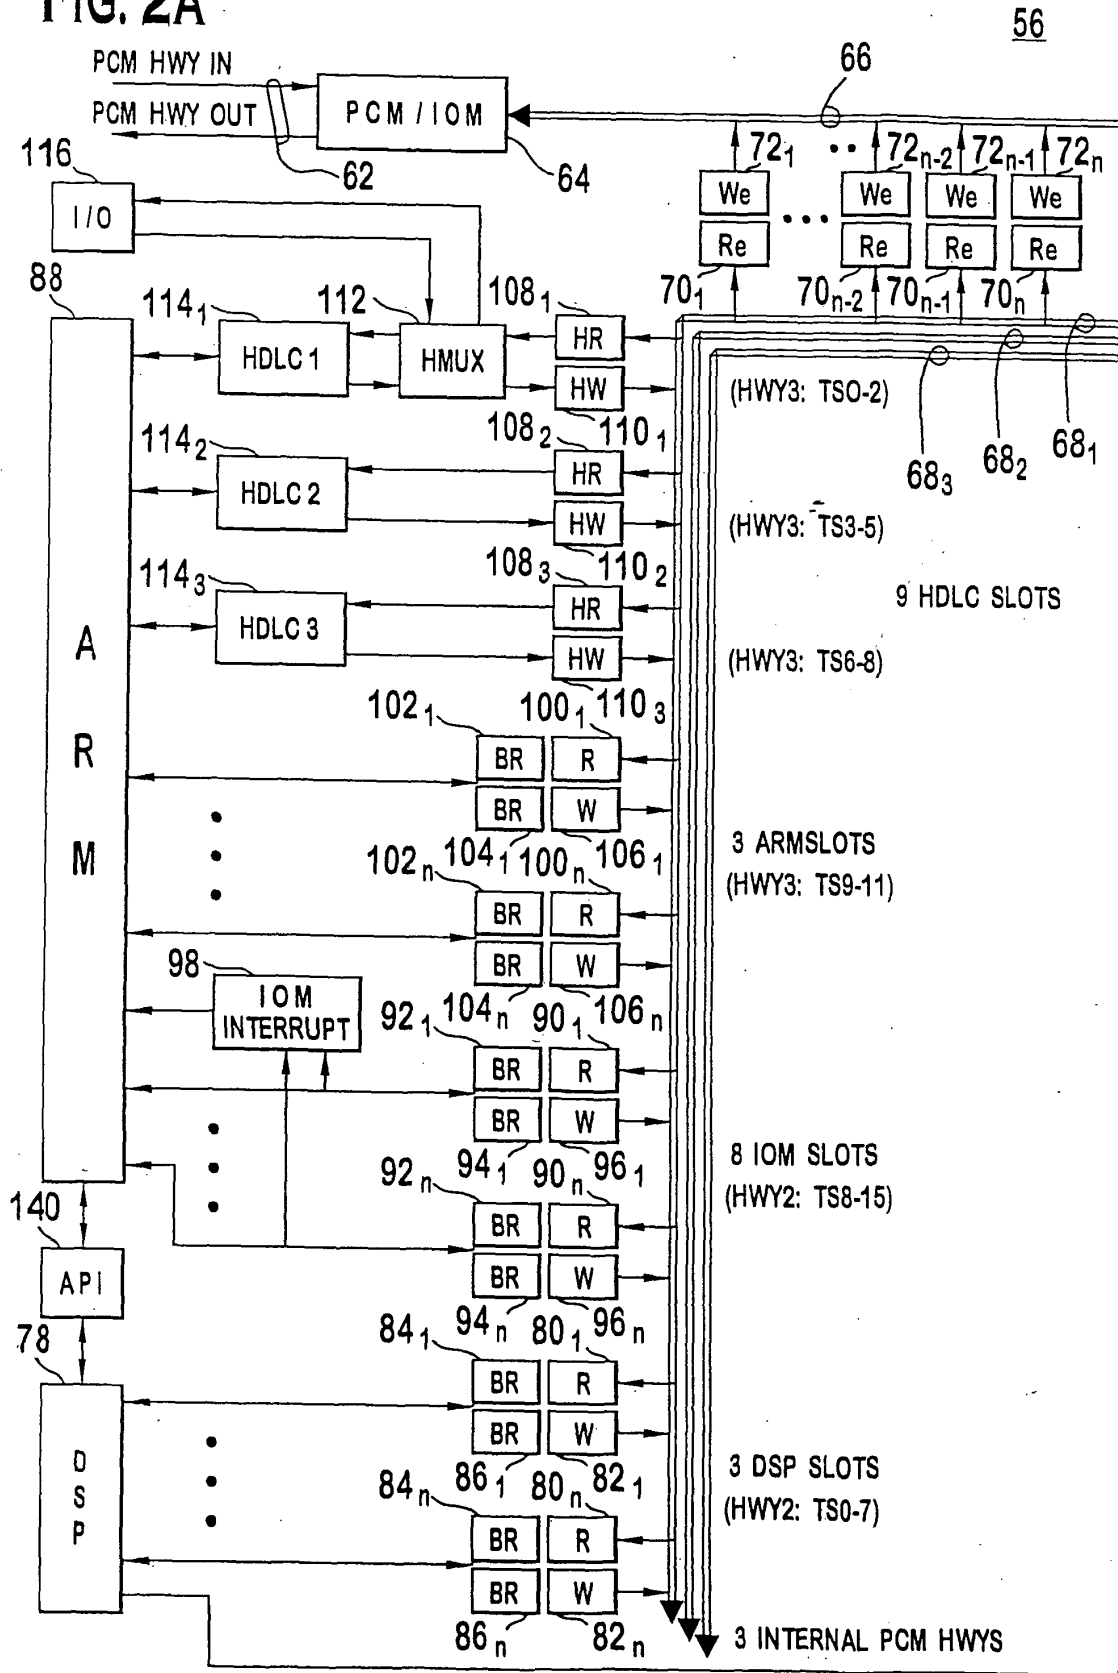 FIG. 2A
56
PCM HWY IN
PCM HWY OUT
PCM/IOM
62
64
66
72₁
72n-2
72n-1
72n
We
We
We
We
Re
Re
Re
Re
70₁
70n-2
70n-1
70n
116
I/O
88
114₁
112
108₁
HDLC 1
HMUX
HR
HW
110₁
(HWY3: TSO-2)
68₁
68₂
68₃
114₂
108₂
HDLC 2
HR
HW
110₂
(HWY3: TS3-5)
114₃
108₃
HDLC 3
HR
HW
110₃
9 HDLC SLOTS
(HWY3: TS6-8)
ARM
102₁
100₁
BR
R
BR
W
104₁
106₁
3 ARMSLOTS
(HWY3: TS9-11)
102n
100n
BR
R
BR
W
104n
106n
98
IOM
INTERRUPT
92₁
90₁
BR
R
BR
W
94₁
96₁
8 IOM SLOTS
(HWY2: TS8-15)
92n
90n
BR
R
BR
W
94n
96n
140
API
78
DSP
84₁
80₁
BR
R
BR
W
86₁
82₁
3 DSP SLOTS
(HWY2: TS0-7)
84n
80n
BR
R
BR
W
86n
82n
3 INTERNAL PCM HWYS